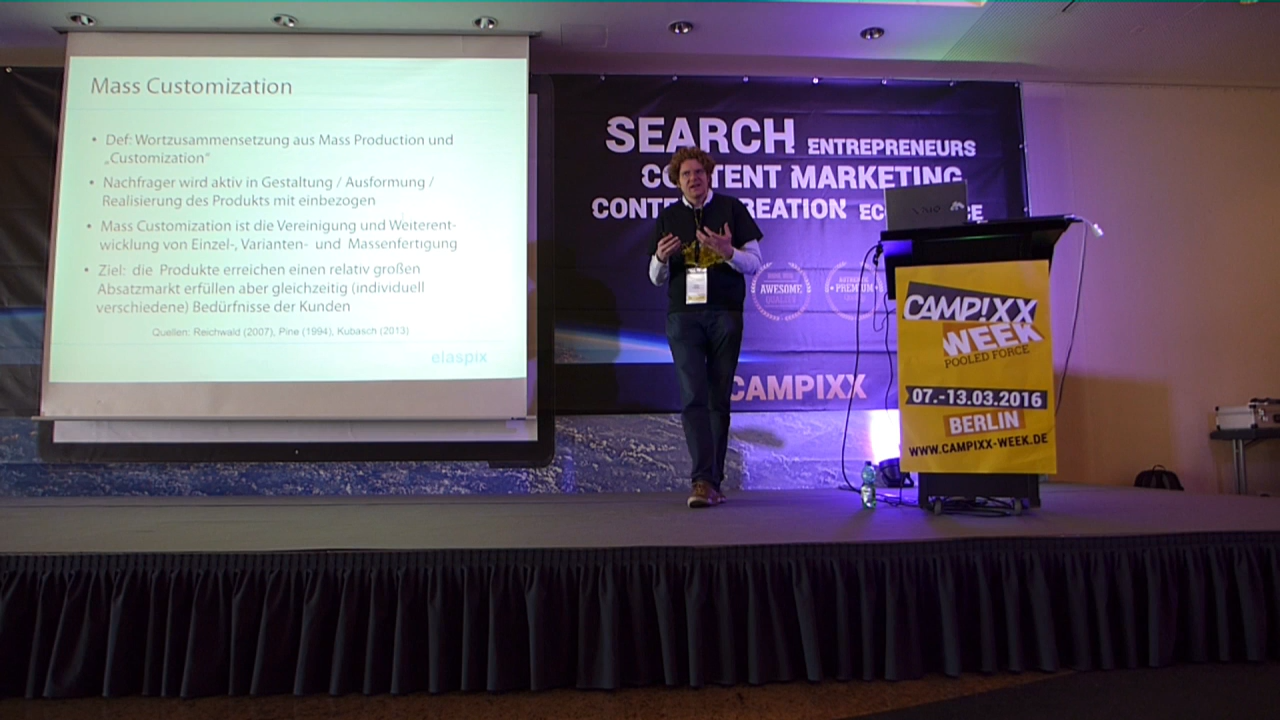 Mass Customization
• Def: Wortzusammensetzung aus Mass Production und
„Customization“
• Nachfrager wird aktiv in Gestaltung / Ausformung /
Realisierung des Produkts mit einbezogen
• Mass Customization ist die Vereinigung und Weiterent-
wicklung von Einzel-, Varianten- und Massenfertigung
• Ziel: die Produkte erreichen einen relativ großen
Absatzmarkt erfüllen aber gleichzeitig (individuell
verschiedene) Bedürfnisse der Kunden
Quellen: Reichwald (2007), Pine (1994), Kubasch (2013)
elaspix
SEARCH ENTREPRENEURS
CONTENT MARKETING
CREATION
AWESOME
PREMIUM
CAMPIXX
CAMP!XX
WEEK
POOLED FORCE
07.-13.03.2016
BERLIN
WWW.CAMPIXX-WEEK.DE